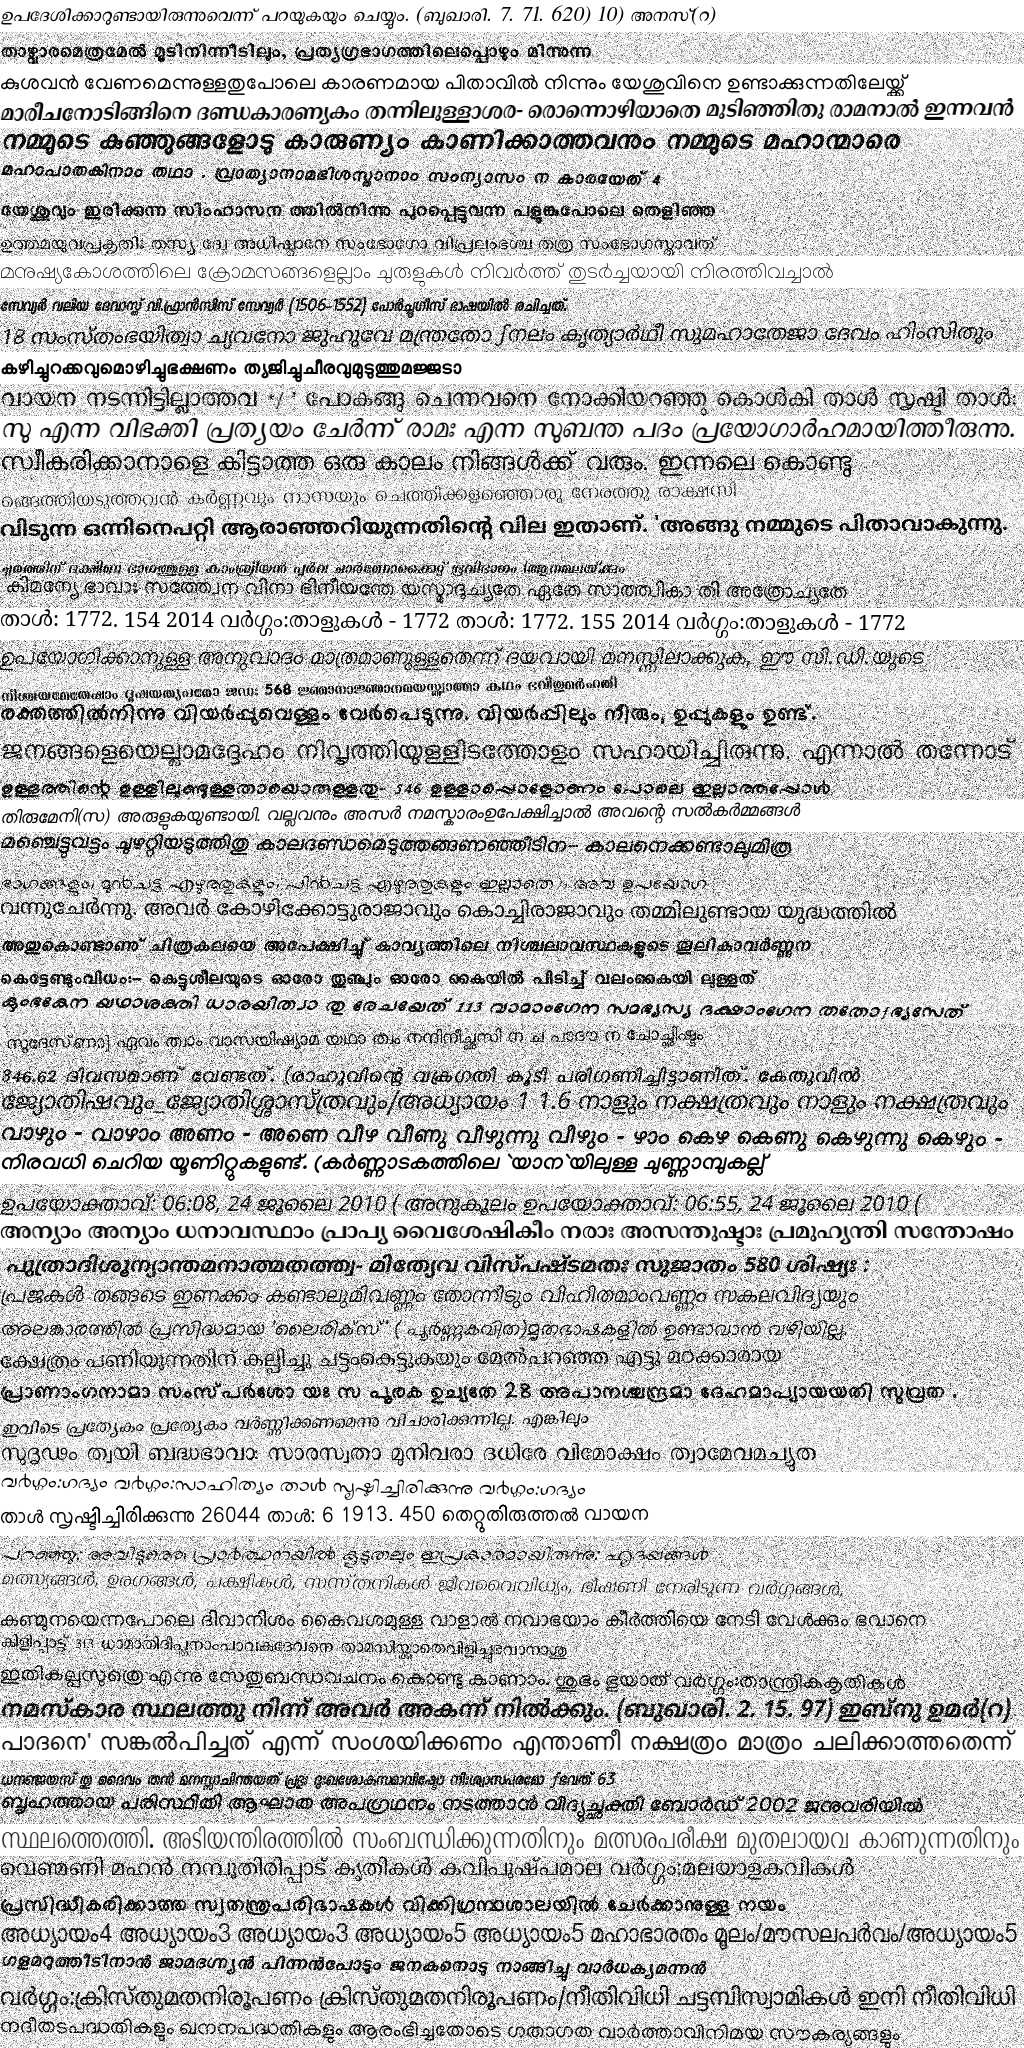 ഉപദേശിക്കാറുണ്ടായിരുന്നുവെന്ന് പറയുകയും ചെയ്യും. (ബുഖാരി. 7. 71. 620) 10) അനസ്(റ)
താഴ്വാരമെത്രമേൽ മൂടിനിന്നീടിലും, പ്രത്യഗ്രഭാഗത്തിലെപ്പൊഴും മിന്നുന്ന
കുശവൻ വേണമെന്നുള്ളതുപോലെ കാരണമായ പിതാവിൽ നിന്നും യേശുവിനെ ഉണ്ടാക്കുന്നതിലേയ്ക്ക്
മാരീചനോടിങ്ങിനെ ദണ്ഡകാരണ്യകം തന്നിലുള്ളാശര- രൊന്നൊഴിയാതെ മുടിഞ്ഞിതു രാമനാൽ ഇന്നവൻ
നമ്മുടെ കുഞ്ഞുങ്ങളോടു കാരുണ്യം കാണിക്കാത്തവനും നമ്മുടെ മഹാന്മാരെ
മഹാപാതകിനാം തഥാ . വ്രാത്യാനാമഭിശസ്താനാം സംന്യാസം ന കാരയേത് 4
യേശുവും ഇരിക്കുന്ന സിംഹാസന ത്തിൽനിന്നു പുറപ്പെട്ടുവന്ന പളുങ്കുപോലെ തെളിഞ്ഞ
ഉത്തമയുവപ്രകൃതിഃ തസ്യ ദ്വേ അധിഷ്ഠാനേ സംഭോഗോ വിപ്രലംഭശ്ച തത്ര സംഭോഗസ്താവത്
മനുഷ്യകോശത്തിലെ ക്രോമസങ്ങളെല്ലാം ചുരുളുകൾ നിവർത്ത് തുടർച്ചയായി നിരത്തിവച്ചാൽ
സേവ്യർ വലിയ ദേവാസ്ത വി.ഫ്രാൻസിസ് സേവ്യർ (1506-1552) പോർച്ചുഗീസ് ഭാഷയിൽ രചിച്ചത്.
18 സംസ്തംഭയിത്വാ ച്യവനോ ജുഹുവേ മന്ത്രതോ ƒനലം കൃത്യാർഥീ സുമഹാതേജാ ദേവം ഹിംസിതും
കഴിച്ചുറക്കവുമൊഴിച്ചുഭക്ഷണം ത്യജിച്ചുചീരവുമുടുത്തുമജ്ജടാ
വായന നടന്നിട്ടില്ലാത്തവ */ ' പോകങ്ങു ചെന്നവനെ നോക്കിയറഞ്ഞു കൊൾകി താൾ സൃഷ്ടി താൾ:
സു എന്ന വിഭക്തി പ്രത്യയം ചേർന്ന് രാമഃ എന്ന സുബന്ത പദം പ്രയോഗാർഹമായിത്തീരുന്നു.
സ്വീകരിക്കാനാളെ കിട്ടാത്ത ഒരു കാലം നിങ്ങൾക്ക് വരും. ഇന്നലെ കൊണ്ടു
ങ്ങെത്തിയടുത്തവൻ കർണ്ണവും നാസയും ചെത്തിക്കളഞ്ഞൊരു നേരത്തു രാക്ഷസി
വിടുന്ന ഒന്നിനെപറ്റി ആരാഞ്ഞറിയുന്നതിന്റെ വില ഇതാണ്. 'അങ്ങു നമ്മുടെ പിതാവാകുന്നു.
ച്ചരത്തിന് ദക്ഷിണ ഭാഗത്തുള്ള കാംബ്രിയൻ പൂർവ
കിമന്യേ ഭാവാഃ സത്ത്വേന വിനാ ഭിനീയന്തേ യസ്മാദുച്യതേ ഏതേ സാത്ത്വികാ തി അത്രോച്യതേ
താൾ: 1772. 154 2014 വർഗ്ഗം:താളുകൾ - 1772 താൾ: 1772. 155 2014 വർഗ്ഗം:താളുകൾ - 1772
ഉപയോഗിക്കാനുള്ള അനുവാദം മാത്രമാണുള്ളതെന്ന് ദയവായി മനസ്സിലാക്കുക, ഈ സി.ഡി.യുടെ
നിശ്ചയമേതേഷാം ദൃഷയത്യപരോ ജഡഃ 568 ഇഞ്ഞാനാജ്ഞാനമയസ്ത്വാത്മാ കഥം ഭവിതുമർഹതി
രക്തത്തിൽനിന്നു വിയർപ്പുവെള്ളം വേർപെടുന്നു. വിയർപ്പിലും നീരും, ഉപ്പുകളും ഉണ്ട്.
ജനങ്ങളെയെല്ലാമദ്ദേഹം നിവൃത്തിയുള്ളിടത്തോളം സഹായിച്ചിരുന്നു. എന്നാൽ തന്നോട്
ഉള്ളത്തിന്റെ ഉള്ളിലുണ്ടുള്ളതായൊരുള്ളതു- 346 ഉള്ളാപ്പൊളോണം പോലെ ഇല്ലാത്തപ്പോൾ
തിരുമേനി(സ) അരുളുകയുണ്ടായി. വല്ലവനും അസർ നമസ്കാരംഉപേക്ഷിച്ചാൽ അവന്റെ സൽകർമ്മങ്ങൾ
മഞ്ചെട്ടുവട്ടം ചുഴറ്റിയടുത്തിതു കാലദണ്ഡമെടുത്തങ്ങണഞ്ഞീടിന- കാലനെക്കണ്ടാലുമിത്ര
ഭാഗങ്ങളും, മുൻചട്ട എഴുത്തുകളും, പിൻചട്ട എഴുത്തുകളും ഇല്ലാതെ അവ ഉപയോഗ
വന്നുചേർന്നു. അവർ കോഴിക്കോട്ടുരാജാവും കൊച്ചിരാജാവും തമ്മിലുണ്ടായ യുദ്ധത്തിൽ
അതുകൊണ്ടാണു് ചിത്രകലയെ അപേക്ഷിച്ച് കാവ്യത്തിലെ നിശ്ചലാവസ്ഥകളുടെ തൂലികാവർണ്ണന
കെട്ടേണ്ടുംവിധം:– കെട്ടുശീലയുടെ ഓരോ തുഞ്ചും ഓരോ കൈയിൽ പിടിച്ച് വലംകൈയി ലുള്ളത്
കുംഭകേന യഥാശക്തി ധാരയിത്വാ തു രേചയേത് 113 വാമാംഗേന സമഭ്യസ്യ ദക്ഷാംഗേന തതോƒഭ്യസേത്
സുദേസ്ണാ} ഏവം ത്വാം വാസയിഷ്യാമി യഥാ ത്വം നന്ദിനീച്ഛസി ന ച പാദൗ ന ചോച്ഛിഷ്ടം
846.62 ദിവസമാണ് വേണ്ടത്. (രാഹുവിന്റെ വക്രഗതി കൂടി പരിഗണിച്ചിട്ടാണിത്. കേതുവിൽ
ജ്യോതിഷവും_ജ്യോതിശ്ശാസ്ത്രവും/അധ്യായം 1 1.6 നാളും നക്ഷത്രവും നാളും നക്ഷത്രവും
വാഴും - വാഴാം അണം - അണെ വീഴ വീണു വീഴുന്നു വീഴും - ഴാം കെഴ കെണു കെഴുന്നു കെഴും -
നിരവധി ചെറിയ യൂണിറ്റുകളുണ്ട്. (കർണ്ണാടകത്തിലെ `യാന`യിലുള്ള ചുണ്ണാമ്പുകല്ല്
ഉപയോക്താവ്: 06:08, 24 ജൂലൈ 2010 ( അനുകൂലം ഉപയോക്താവ്: 06:55, 24 ജൂലൈ 2010 (
അന്യാം അന്യാം ധനാവസ്ഥാം പ്രാപ്യ വൈശേഷികീം നരാഃ അസന്തുഷ്ടാഃ പ്രമുഹ്യന്തി സന്തോഷം
പുത്രാദിശൂന്യാന്തമനാത്മതത്ത്വ- മിത്യേവ വിസ്പഷ്ടമതഃ സുജാതം 580 ശിഷ്യഃ :
പ്രജകൾ തങ്ങടെ ഇണക്കം കണ്ടാലുമിവണ്ണം തോന്നീടും വിഹിതമാംവണ്ണം സകലവിദ്യയും
അലങ്കാരത്തിൽ പ്രസിദ്ധമായ 'ലൈരിക്സ്' ( പൂർണ്ണകവിത)മൃതഭാഷകളിൽ ഉണ്ടാവാൻ വഴിയില്ല.
ക്ഷേത്രം പണിയുന്നതിന് കല്പിച്ചു ചട്ടംകെട്ടുകയും മേൽപറഞ്ഞ എട്ടു മഠക്കാരായ
പ്രാണാംഗനാമാ സംസ്പർശോ യഃ സ പൂരക ഉച്യതേ 28 അപാനശ്ചന്ദ്രമാ ദേഹമാപ്യായയതി സുവ്രത .
ഇവിടെ പ്രത്യേകം പ്രത്യേകം വർണ്ണിക്കണമെന്നു വിചാരിക്കുന്നില്ല. എങ്കിലും
സുദൃഢം ത്വയി ബദ്ധഭാവാഃ സാരസ്വതാ മുനിവരാ ദധിരേ വിമോക്ഷം ത്വാമേവമച്യുത
വർഗ്ഗം:ഗദ്യം വർഗ്ഗം:സാഹിത്യം താൾ സൃഷ്ടിച്ചിരിക്കുന്നു വർഗ്ഗം:ഗദ്യം
താൾ സൃഷ്ടിച്ചിരിക്കുന്നു 26044 താൾ: 6 1913. 450 തെറ്റുതിരുത്തൽ വായന
പറഞ്ഞു: അവിടുത്തെ പ്രാർത്ഥനയിൽ കൂടുതലും ഇപ്രകാരമായിരുന്നു: ഹൃദയങ്ങൾ
മത്സ്യങ്ങൾ, ഉരഗങ്ങൾ, പക്ഷികൾ, സസ്തനികൾ ജീവവൈവിധ്യം, ഭീഷണി നേരിടുന്ന വർഗ്ഗങ്ങൾ,
കണ്മുനയെന്നപോലെ ദിവാനിശം കൈവശമുള്ള വാളാൽ നവാഭയാം കീർത്തിയെ നേടി വേൾക്കും ഭവാനെ
കിളിപ്പാട്ട് 313 ധാമാതിദീപ്തനാംപാവകദേവനെ താമസിയ്യാതെവിളിച്ചുഭവാനാശു
ഇതികല്പസൂത്രെ എന്നു സേതുബന്ധവചനം കൊണ്ടു കാണാം. ശുഭം ഭൂയാത് വർഗ്ഗം:താന്ത്രികകൃതികൾ
നമസ്കാര സ്ഥലത്തു നിന്ന് അവർ അകന്ന് നിൽക്കും. (ബുഖാരി. 2. 15. 97) ഇബ്നു ഉമർ(റ)
പാദനെ' സങ്കൽപിച്ചത് എന്ന് സംശയിക്കണം എന്താണീ നക്ഷത്രം മാത്രം ചലിക്കാത്തതെന്ന്
ധനഞ്ജയസ് തു ദൈവം തൻ മനസ്സാചിന്തയത് പ്രഭുഃ ദുഃഖശോകസമാവിഷ്ടോ നിഃശ്വാസപരമോ ƒഭവത് 63
ബൃഹത്തായ പരിസ്ഥിതി ആഘാത അപഗ്രഥനം നടത്താൻ വിദ്യുച്ഛക്തി ബോർഡ് 2002 ജനുവരിയിൽ
സ്ഥലത്തെത്തി. അടിയന്തിരത്തിൽ സംബന്ധിക്കുന്നതിനും മത്സരപരീക്ഷ മുതലായവ കാണുന്നതിനും
വെണ്മണി മഹൻ നമ്പൂതിരിപ്പാട് കൃതികൾ കവിപുഷ്പമാല വർഗ്ഗം:മലയാളകവികൾ
പ്രസിദ്ധീകരിക്കാത്ത സ്വതന്ത്രപരിഭാഷകൾ വിക്കിഗ്രന്ഥശാലയിൽ ചേർക്കാനുള്ള നയം
അധ്യായം4 അധ്യായം3 അധ്യായം3 അധ്യായം5 അധ്യായം5 മഹാഭാരതം മൂലം/മൗസലപർവം/അധ്യായം5
ഗളമറുത്തീടിനാൻ ജാമദഗ്ന്യൻ പിന്നൻപോടും ജനകനൊടു നാങ്ങിച്ചു വാർധക്യമന്നൻ
വർഗ്ഗം:ക്രിസ്തുമതനിരൂപണം ക്രിസ്തുമതനിരൂപണം/നീതിവിധി ചട്ടമ്പിസ്വാമികൾ ഇനി നീതിവിധി
നദീതടപദ്ധതികളും ഖനനപദ്ധതികളും ആരംഭിച്ചതോടെ ഗതാഗത വാർത്താവിനിമയ സൗകര്യങ്ങളും